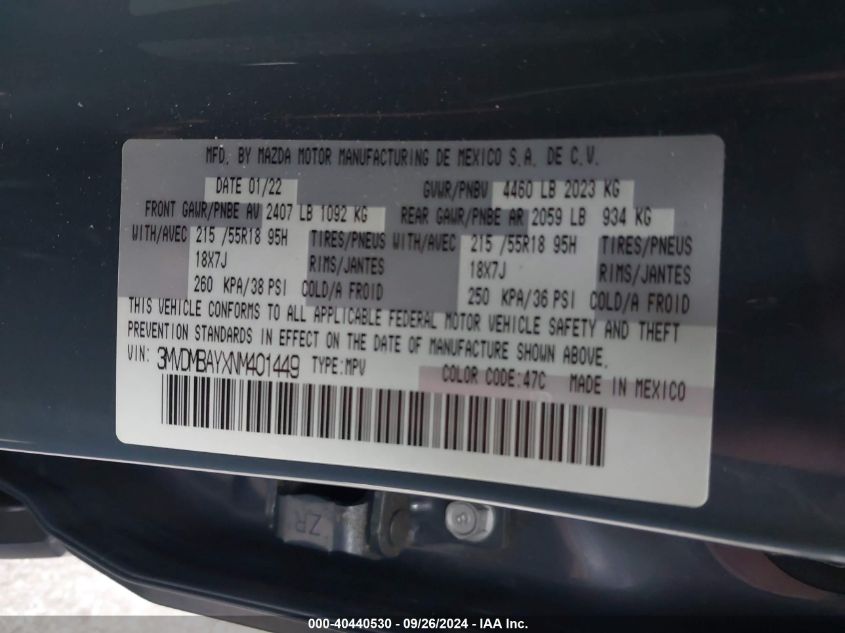 MFD. BY MAZDA MOTOR MANUFACTURING DE MEXICO S.A. DE C.V.
DATE 01/22 GVWR/PNBV 4460 LB 2023 KG
FRONT GAWR/PNBE AV 2407 LB 1092 KG REAR GAWR/PNBE AR 2059 LB 934 KG
WITH/AVEC 215 /55R18 95H TIRES/PNEUS WITH/AVEC 215 /55R18 95H TIRES/PNEUS
18X7J RIMS/JANTES 18X7J RIMS/JANTES
260 KPA/38 PSI COLD/A FROID 250 KPA/36 PSI COLD/A FROID
THIS VEHICLE CONFORMS TO ALL APPLICABLE FEDERAL MOTOR VEHICLE SAFETY AND THEFT
PREVENTION STANDARDS IN EFFECT ON THE DATE OF MANUFACTURE SHOWN ABOVE.
VIN: 3MVDMBAYXNM401449 TYPE:MPV COLOR CODE:47C MADE IN MEXICO
ZR
000-40440530 - 09/26/2024 - IAA Inc.